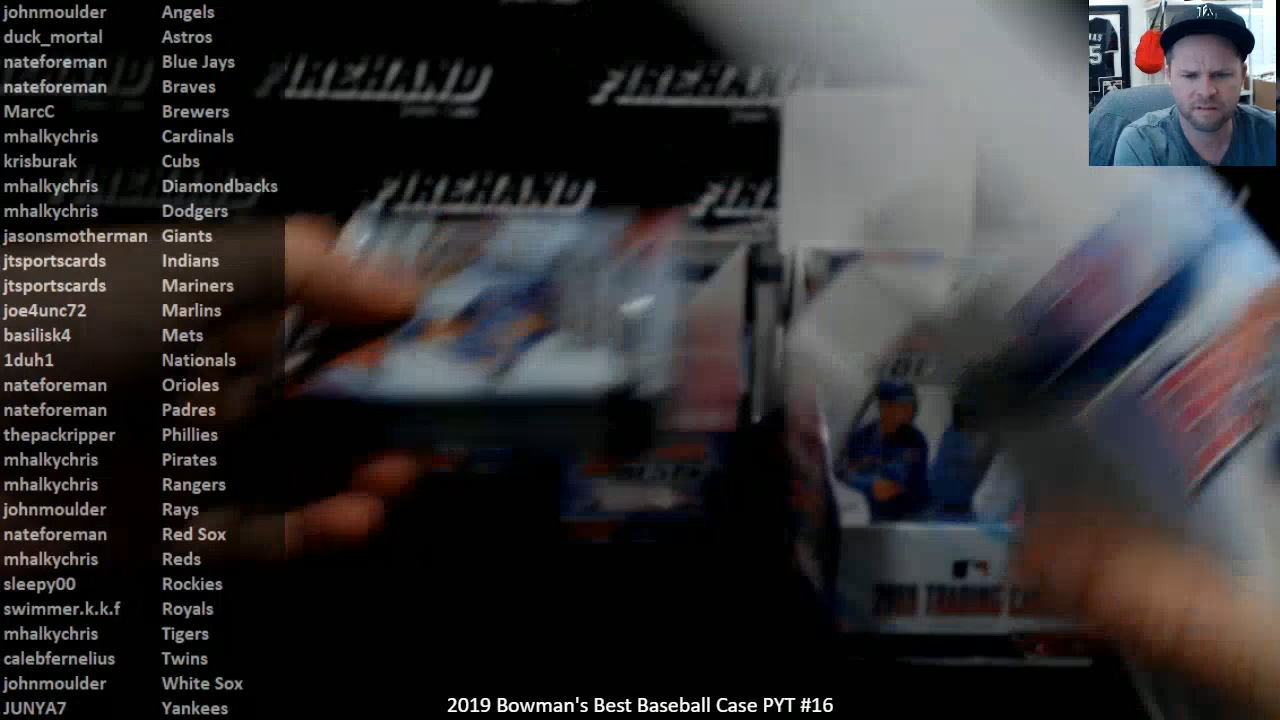 johnmoulder Angels
duck_mortal Astros
nateforeman Blue Jays
nateforeman Braves
MarcC Brewers
mhalkychris Cardinals
krisburak Cubs
mhalkychris Diamondbacks
mhalkychris Dodgers
jasonsmotherman Giants
jtsportscards Indians
jtsportscards Mariners
joe4unc72 Marlins
basilisk4 Mets
1duh1 Nationals
nateforeman Orioles
nateforeman Padres
thepackripper Phillies
mhalkychris Pirates
mhalkychris Rangers
johnmoulder Rays
nateforeman Red Sox
mhalkychris Reds
sleepy00 Rockies
swimmer.k.k.f Royals
mhalkychris Tigers
calebfernelius Twins
johnmoulder White Sox
JUNYA7 Yankees
FIREHAND FIREHAND
FIREHAND FIREHAND
2019 Bowman's Best Baseball Case PYT #16